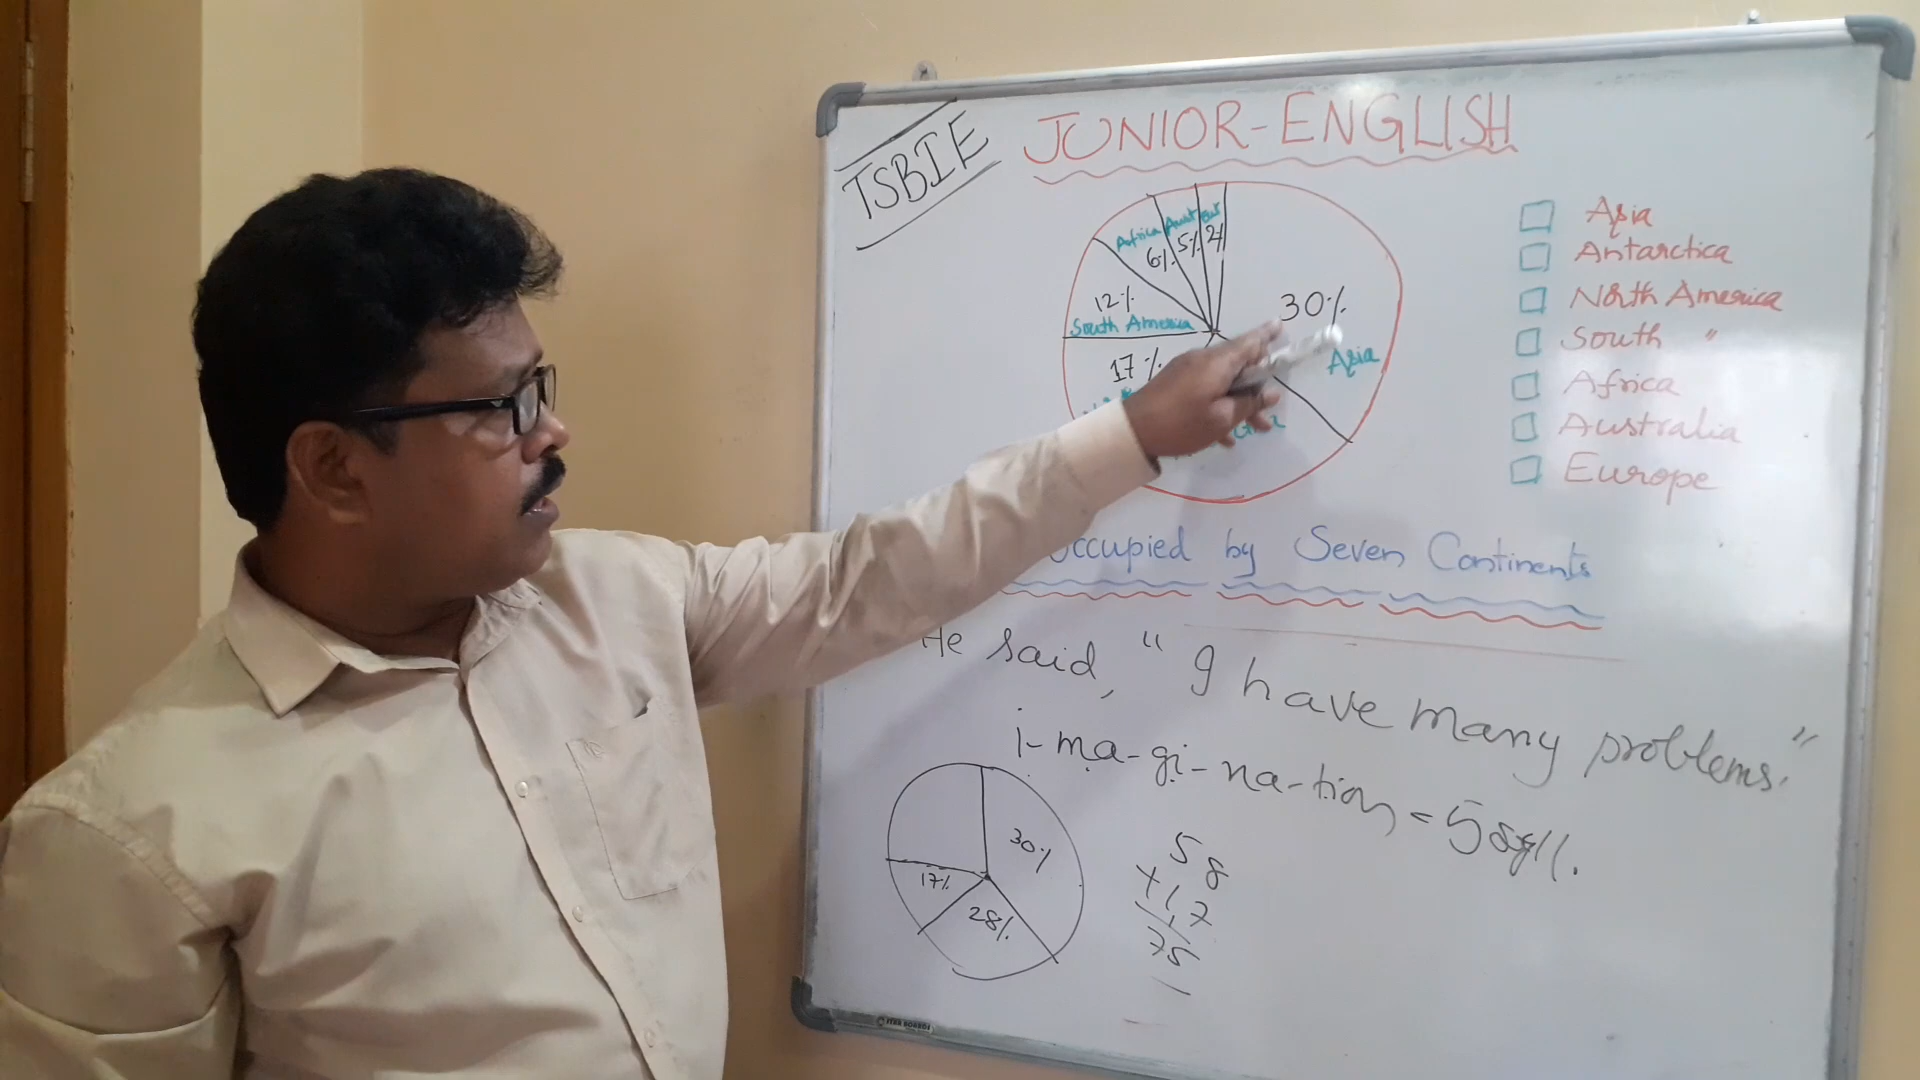 TSBIE
JUNIOR-ENGLISH
Africa
6%
Aust
5%
Eur
2%
12%
South America
17%
30%
Asia
Asia
Antarctica
North America
South "
Africa
Australia
Europe
Occupied by Seven Continents
He said, "I have many problems."
i-ma-gi-na-tion = 5 syll.
30%
17%
28%
58
+17
75